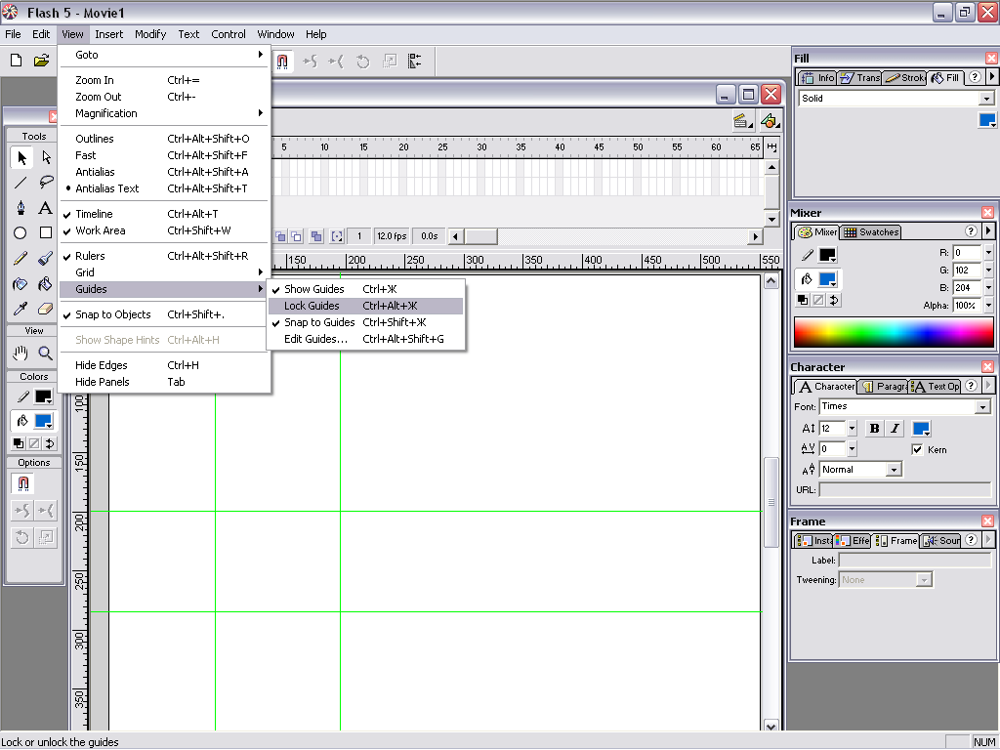 Flash 5 - Movie1
File Edit View Insert Modify Text Control Window Help
Goto
Zoom In Ctrl+=
Zoom Out Ctrl+-
Magnification
Outlines Ctrl+Alt+Shift+O
Fast Ctrl+Alt+Shift+F
Antialias Ctrl+Alt+Shift+A
Antialias Text Ctrl+Alt+Shift+T
Timeline Ctrl+Alt+T
Work Area Ctrl+Shift+W
Rulers Ctrl+Alt+Shift+R
Grid
Guides
Snap to Objects Ctrl+Shift+.
Show Shape Hints Ctrl+Alt+H
Hide Edges Ctrl+H
Hide Panels Tab
Show Guides Ctrl+Ж
Lock Guides Ctrl+Alt+Ж
Snap to Guides Ctrl+Shift+Ж
Edit Guides... Ctrl+Alt+Shift+G
Tools
View
Colors
Options
5 10 15 20 25 30 35 40 45 50 55 60 65
1 12.0 fps 0.0s
150 200 250 300 350 400 450 500 550
100
150
200
250
300
350
Fill
Info Trans Strok Fill
Solid
Mixer
Mixer Swatches
R: 0
G: 102
B: 204
Alpha: 100%
Character
Character Paragra Text Op
Font: Times
12
B I
0
Kern
Normal
URL:
Frame
Insta Effe Frame Sour
Label:
Tweening: None
Lock or unlock the guides
NUM